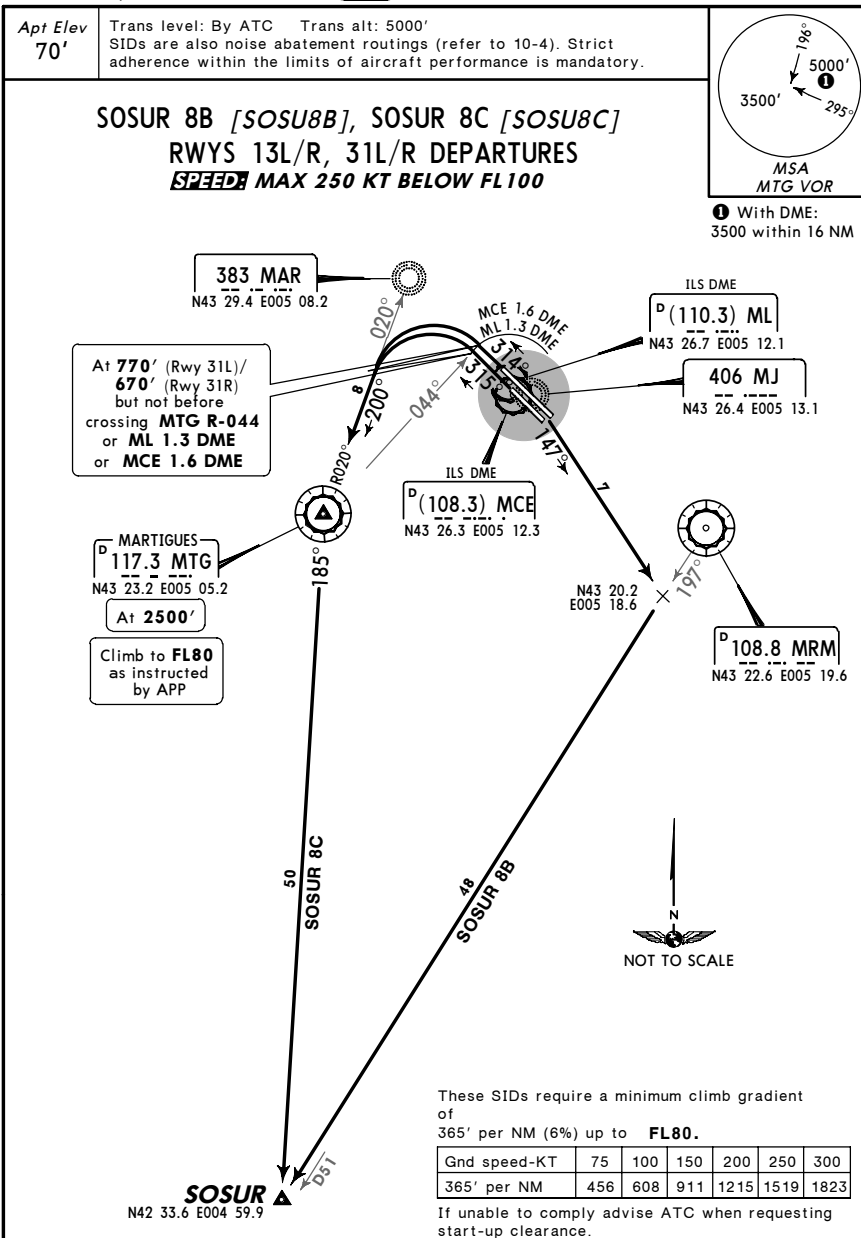 Apt Elev
70'
Trans level: By ATC Trans alt: 5000'
SIDs are also noise abatement routings (refer to 10-4). Strict
adherence within the limits of aircraft performance is mandatory.
196°
5000'
1
3500'
295°
MSA
MTG VOR
1 With DME:
3500 within 16 NM
SOSUR 8B [SOSU8B], SOSUR 8C [SOSU8C]
RWYS 13L/R, 31L/R DEPARTURES
SPEED: MAX 250 KT BELOW FL100
383 MAR
N43 29.4 E005 08.2
020°
MCE 1.6 DME
ML 1.3 DME
314°
315°
ILS DME
D (110.3) ML
N43 26.7 E005 12.1
406 MJ
N43 26.4 E005 13.1
At 770' (Rwy 31L)/
670' (Rwy 31R)
but not before
crossing MTG R-044
or ML 1.3 DME
or MCE 1.6 DME
8
200°
044°
R020°
147°
7
ILS DME
D (108.3) MCE
N43 26.3 E005 12.3
MARTIGUES
D 117.3 MTG
N43 23.2 E005 05.2
At 2500'
Climb to FL80
as instructed
by APP
185°
N43 20.2
E005 18.6
197°
D 108.8 MRM
N43 22.6 E005 19.6
50
SOSUR 8C
48
SOSUR 8B
N
NOT TO SCALE
D51
SOSUR
N42 33.6 E004 59.9
These SIDs require a minimum climb gradient
of
365' per NM (6%) up to FL80.
Gnd speed-KT 75 100 150 200 250 300
365' per NM 456 608 911 1215 1519 1823
If unable to comply advise ATC when requesting
start-up clearance.